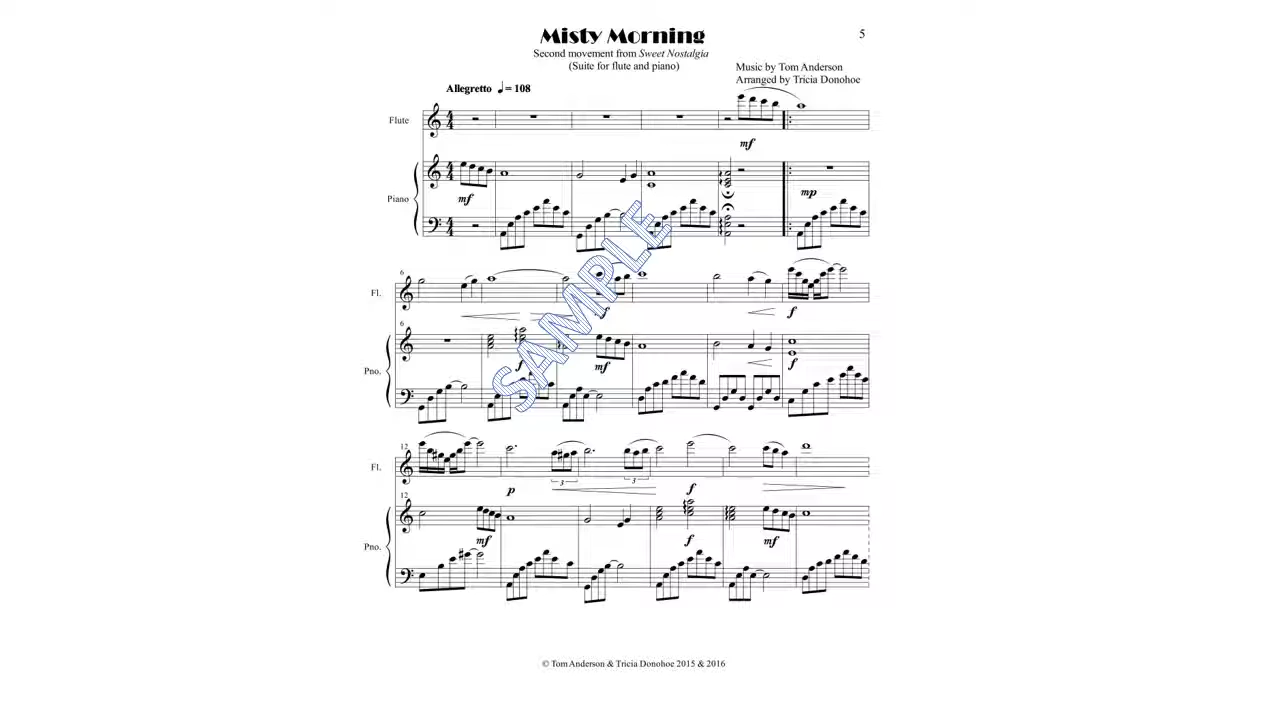 Misty Morning
5
Second movement from Sweet Nostalgia
(Suite for flute and piano)
Music by Tom Anderson
Arranged by Tricia Donohoe
Allegretto ♩ = 108
Flute
mf
Piano
mf
mp
SAMPLE
6
Fl.
f
f
6
Pno.
f
mf
f
12
Fl.
3
3
p
f
12
Pno.
mf
f
mf
© Tom Anderson & Tricia Donohoe 2015 & 2016